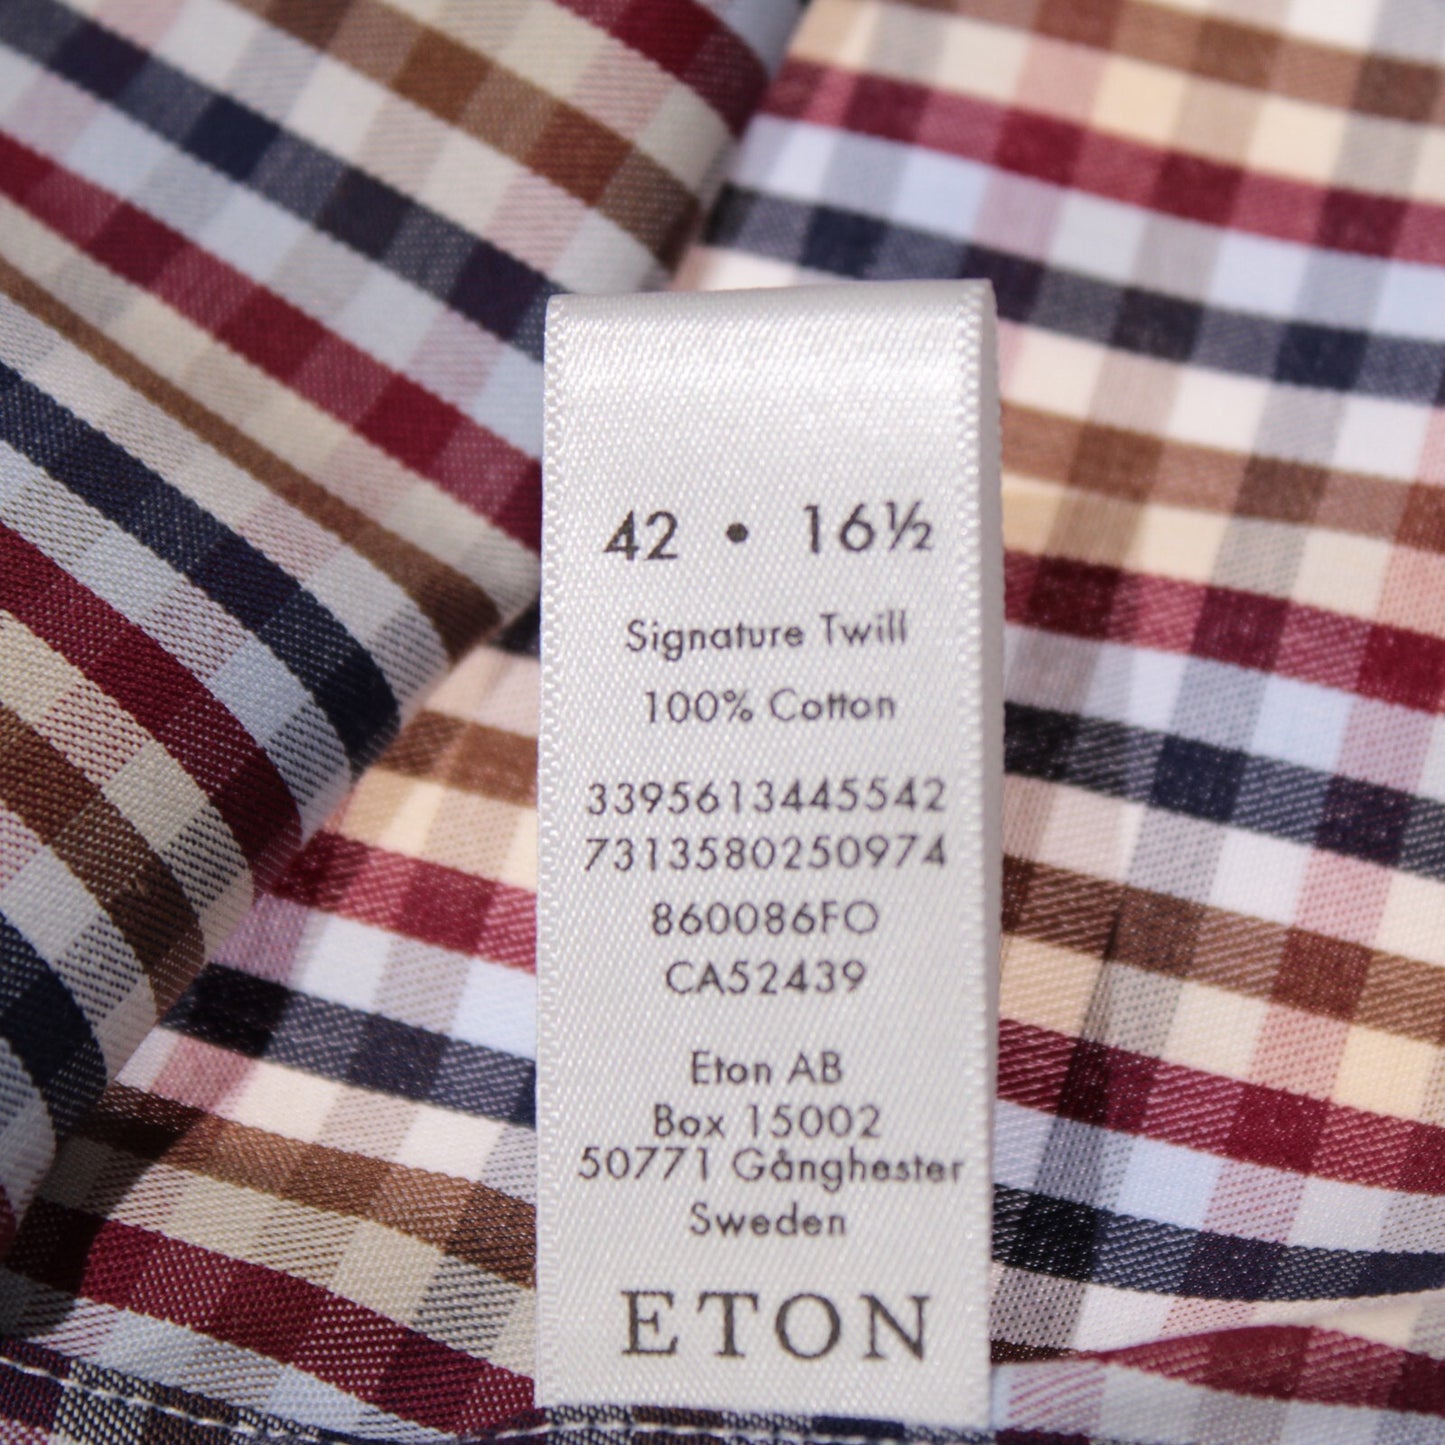 42 • 16½
Signature Twill
100% Cotton
3395613445542
7313580250974
860086FO
CA52439
Eton AB
Box 15002
50771 Gånghester
Sweden
ETON